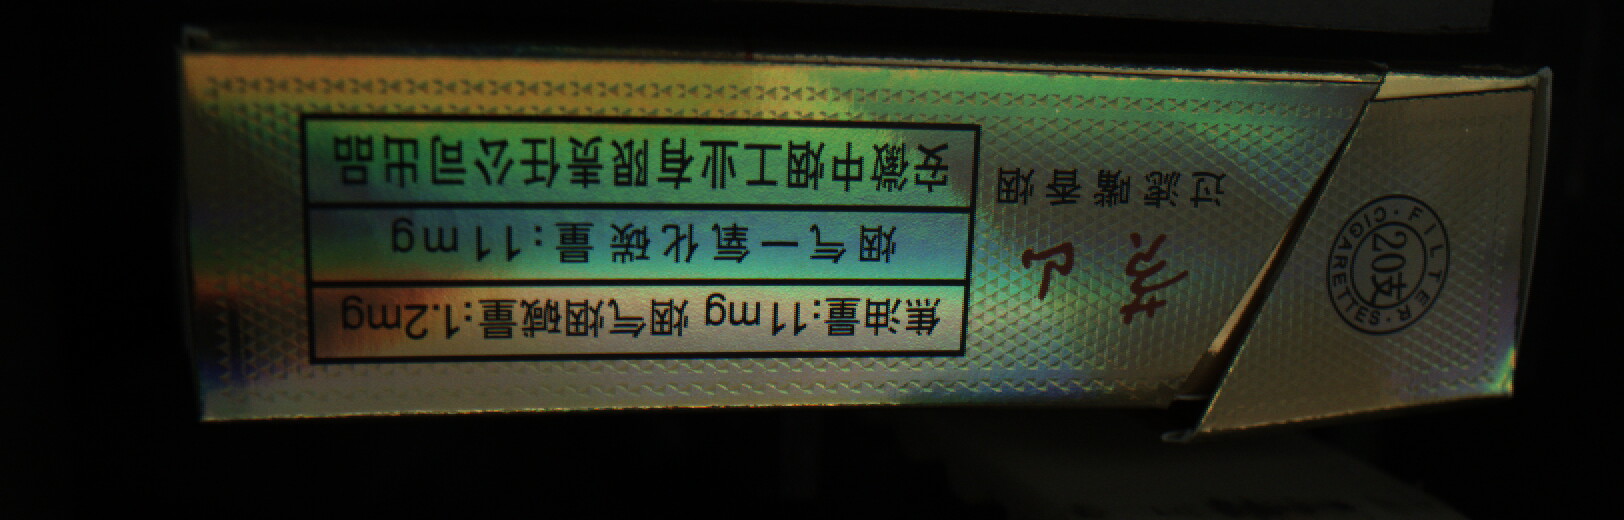 焦油量:11mg 烟气烟碱量:1.2mg
烟气一氧化碳量:11mg
安徽中烟工业有限责任公司出品
过滤嘴香烟
FILTER·CIGARETTES·
20支